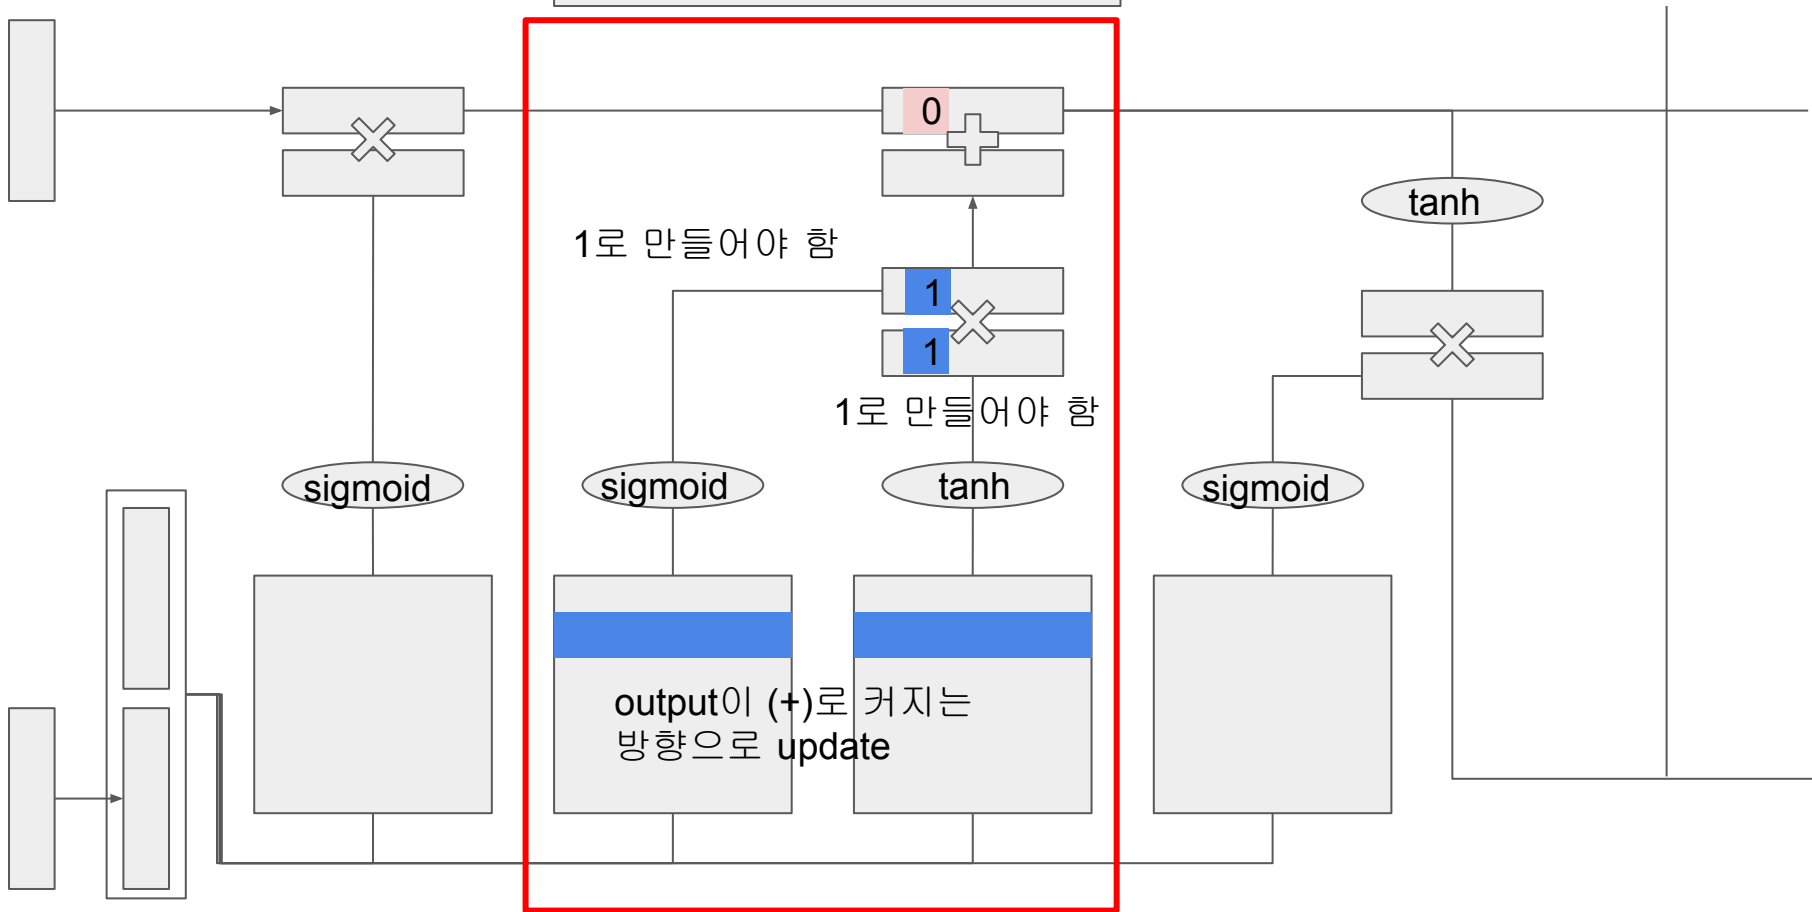 0
tanh
1로 만들어야 함
1
1
1로 만들어야 함
sigmoid
sigmoid
tanh
sigmoid
output이 (+)로 커지는
방향으로 update